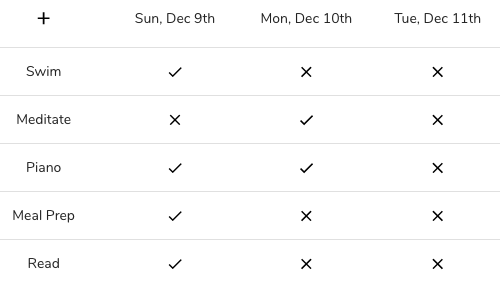 + Sun, Dec 9th Mon, Dec 10th Tue, Dec 11th
Swim ✓ ✕ ✕
Meditate ✕ ✓ ✕
Piano ✓ ✓ ✕
Meal Prep ✓ ✕ ✕
Read ✓ ✕ ✕